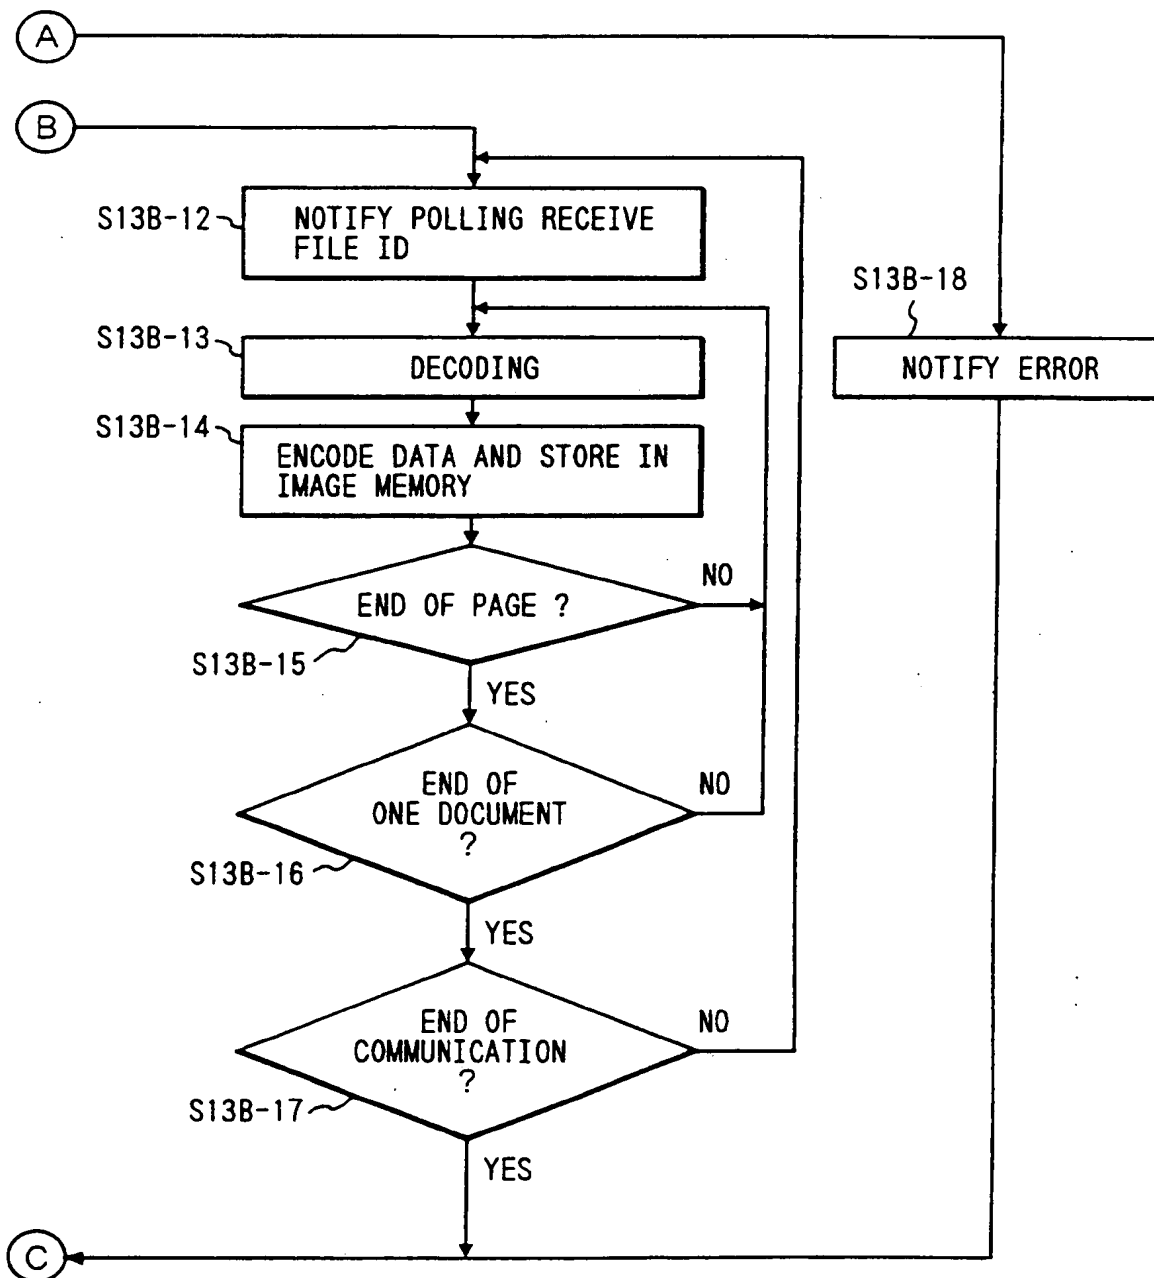 A
B
S13B-12
NOTIFY POLLING RECEIVE
FILE ID
S13B-18
S13B-13
DECODING
NOTIFY ERROR
S13B-14
ENCODE DATA AND STORE IN
IMAGE MEMORY
NO
END OF PAGE ?
S13B-15
YES
END OF
ONE DOCUMENT
?
NO
S13B-16
YES
END OF
COMMUNICATION
?
NO
S13B-17
YES
C